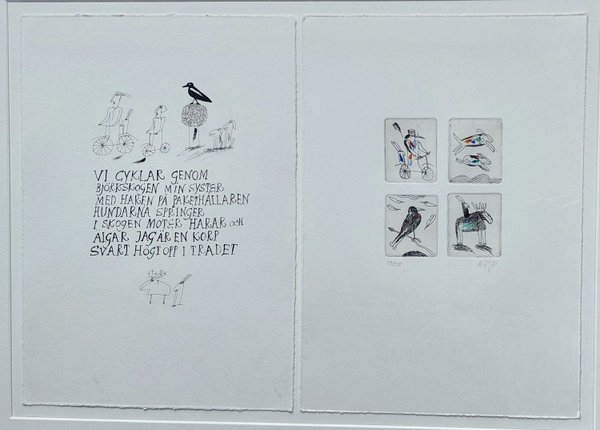 VI CYKLAR GENOM
BJÖRKSKOGEN MIN SYSTER
MED HAREN PÅ PAKETHÅLLAREN
HUNDARNA SPRINGER
I SKOGEN MÖTER HARAR OCH
ÄLGAR JAG ÄR EN KORP
SVART HÖGT OPP I TRÄDET